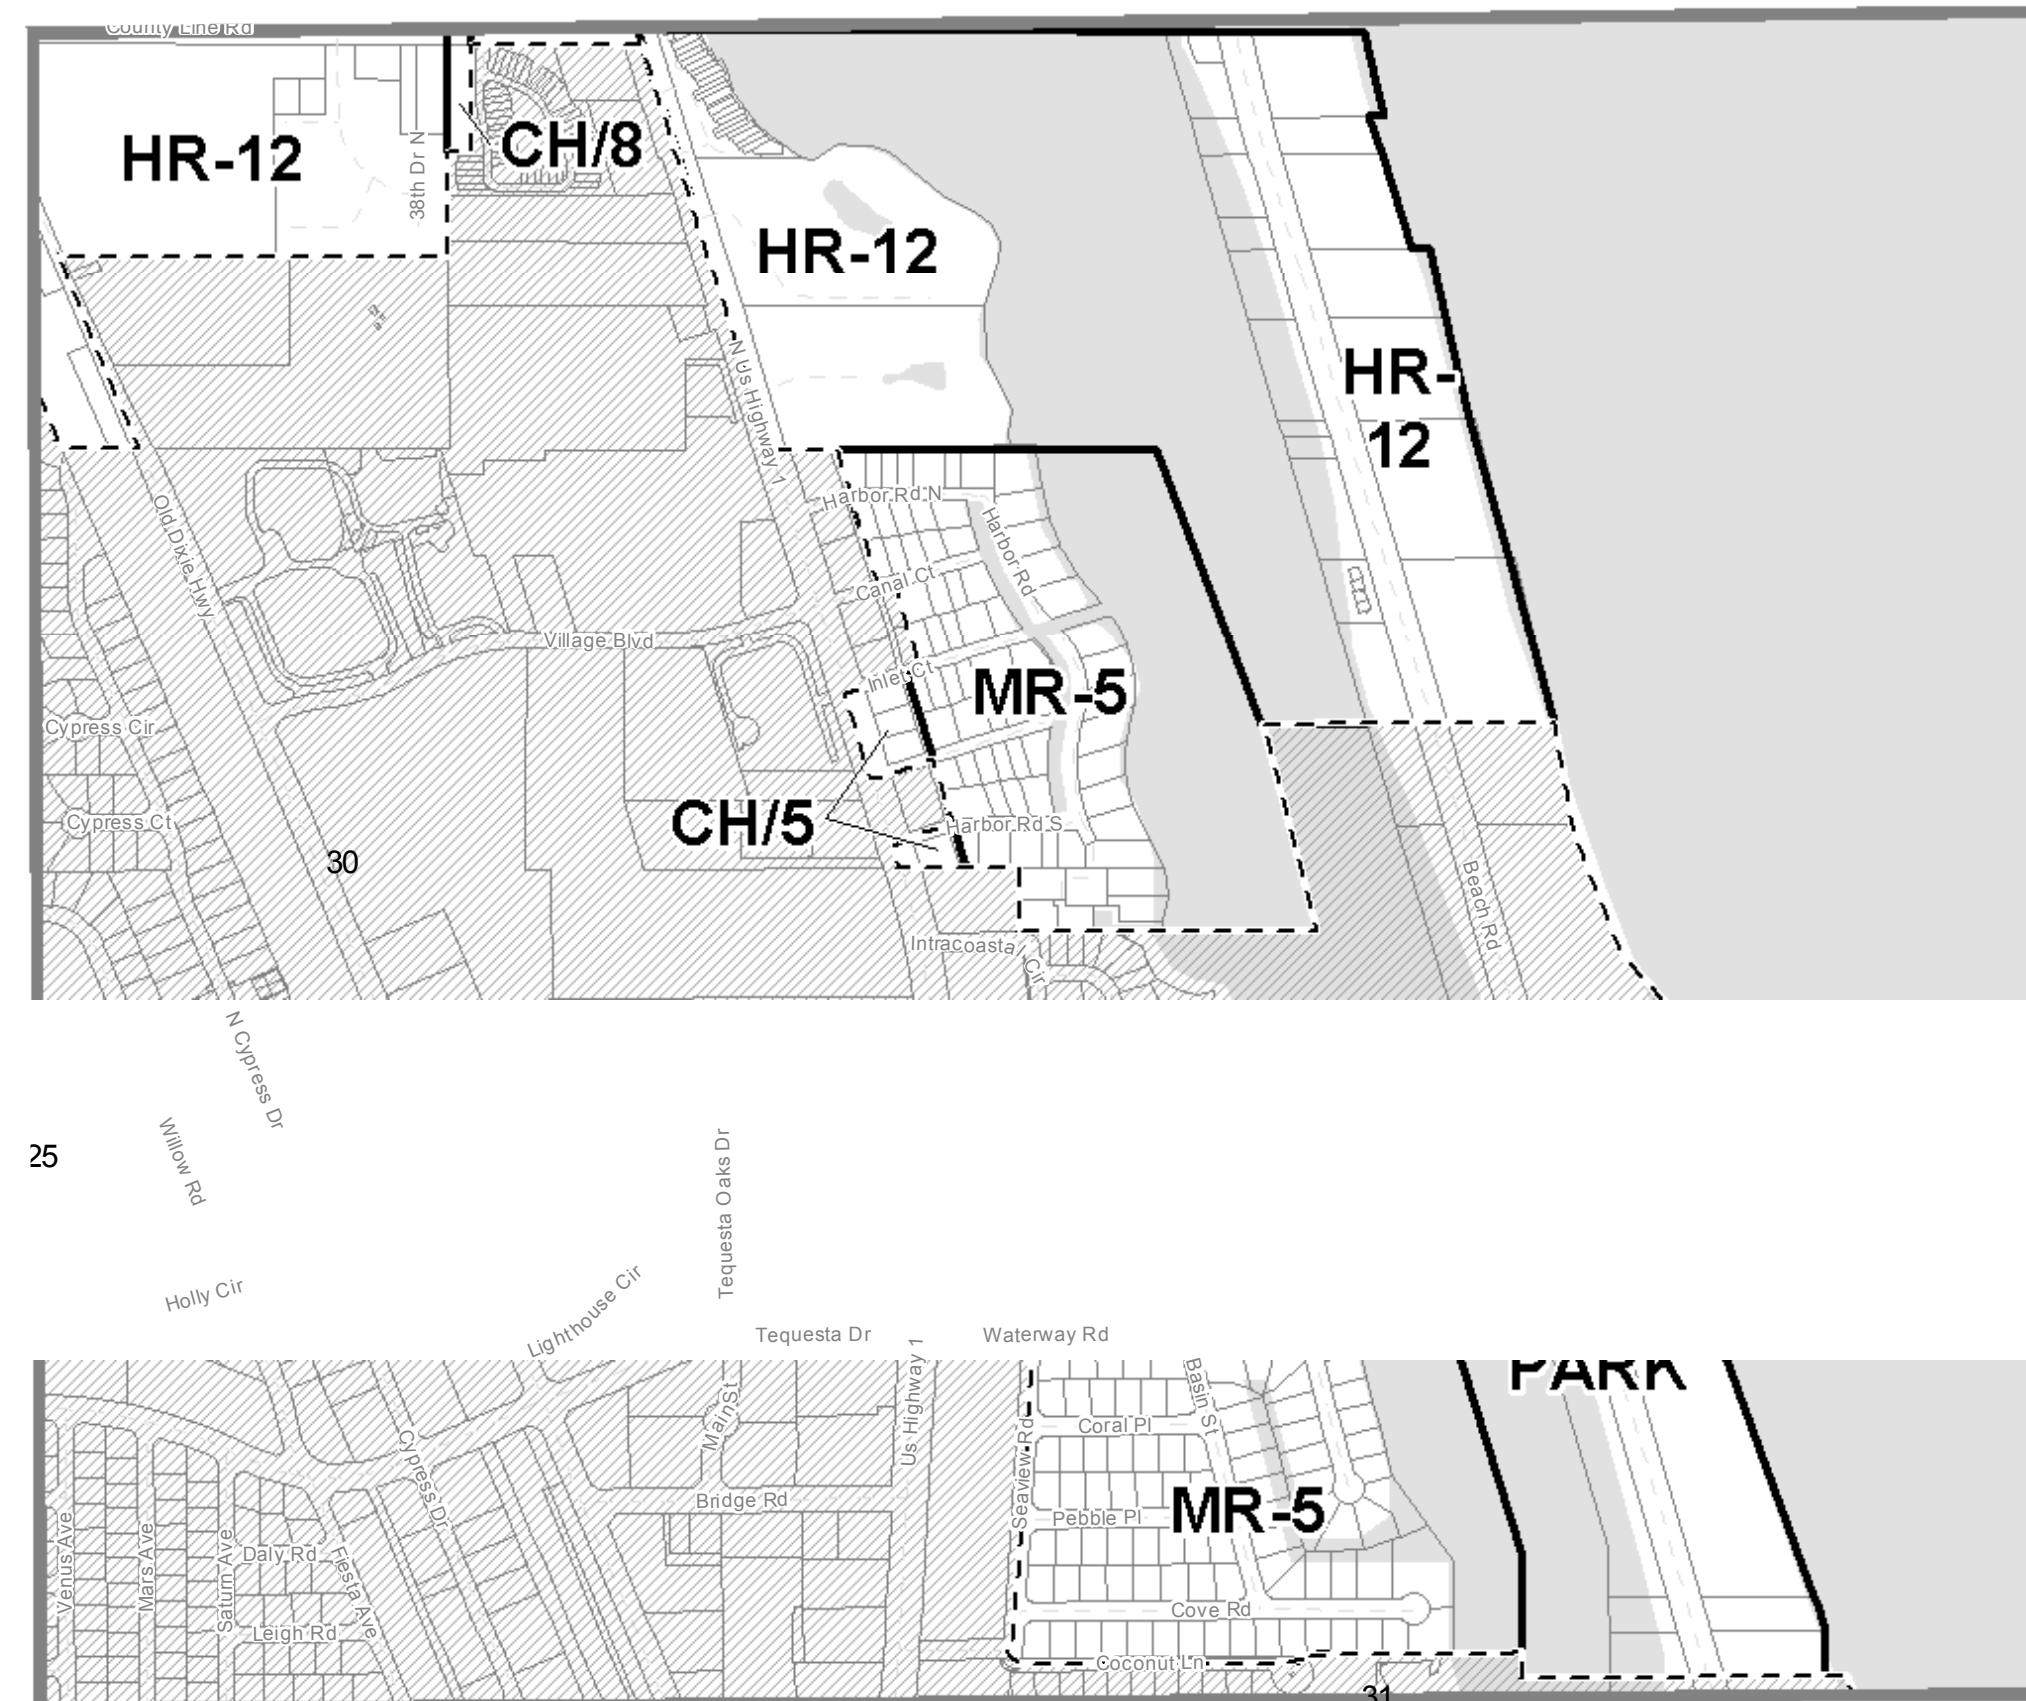 County Line Rd
HR-12
38th Dr N
CH/8
HR-12
HR-
12
N Us Highway 1
Old Dixie Hwy
Harbor Rd N
Harbor Rd
Canal Ct
Village Blvd
Inlet Ct
MR-5
Cypress Cir
CH/5
Cypress Ct
Harbor Rd S
30
Beach Rd
Intracoastal Cir
N Cypress Dr
Willow Rd
25
Tequesta Oaks Dr
Holly Cir
Lighthouse Cir
Tequesta Dr
Waterway Rd
Us Highway 1
PARK
Basin St
Main St
Coral Pl
Seaview Rd
Cypress Dr
Bridge Rd
Pebble Pl
MR-5
Venus Ave
Mars Ave
Saturn Ave
Daly Rd
Fiesta Ave
Leigh Rd
Cove Rd
Coconut Ln
31